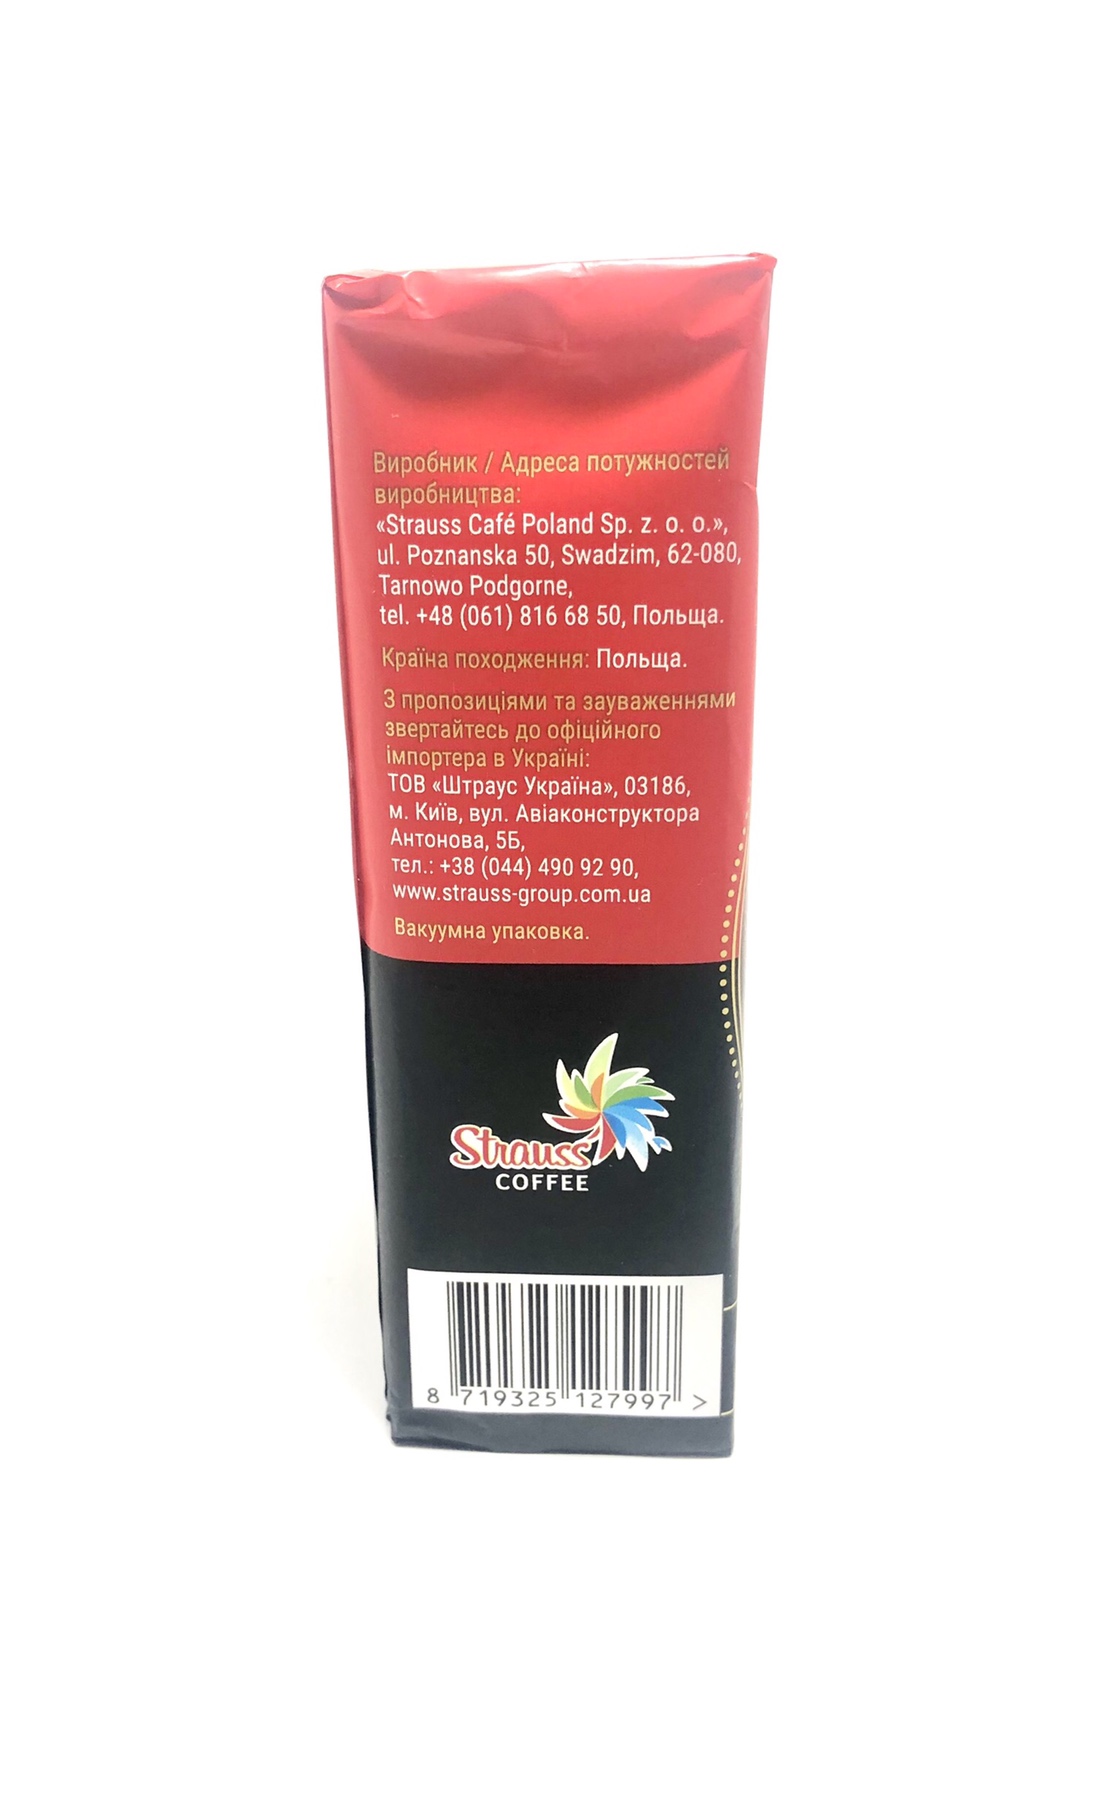 Виробник / Адреса потужностей
виробництва:
«Strauss Café Poland Sp. z. o. o.»,
ul. Poznanska 50, Swadzim, 62-080,
Tarnowo Podgorne,
tel. +48 (061) 816 68 50, Польща.
Країна походження: Польща.
З пропозиціями та зауваженнями
звертайтесь до офіційного
імпортера в Україні:
ТОВ «Штраус Україна», 03186,
м. Київ, вул. Авіаконструктора
Антонова, 5Б,
тел.: +38 (044) 490 92 90,
www.strauss-group.com.ua
Вакуумна упаковка.
Strauss
COFFEE
8 719325 127997 >